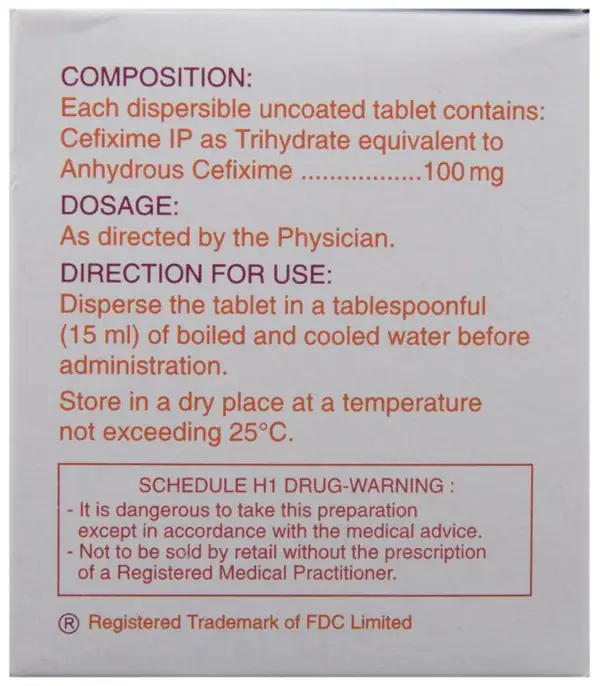 COMPOSITION:
Each dispersible uncoated tablet contains:
Cefixime IP as Trihydrate equivalent to
Anhydrous Cefixime .................100 mg
DOSAGE:
As directed by the Physician.
DIRECTION FOR USE:
Disperse the tablet in a tablespoonful
(15 ml) of boiled and cooled water before
administration.
Store in a dry place at a temperature
not exceeding 25°C.
SCHEDULE H1 DRUG-WARNING :
- It is dangerous to take this preparation
except in accordance with the medical advice.
- Not to be sold by retail without the prescription
of a Registered Medical Practitioner.
® Registered Trademark of FDC Limited